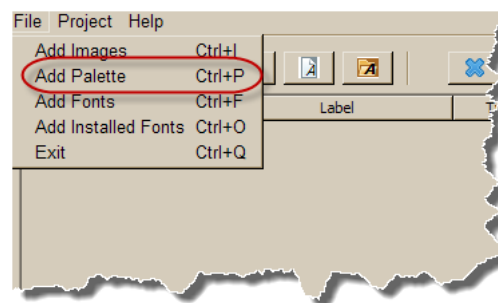 File Project Help
Add Images Ctrl+I
Add Palette Ctrl+P
Add Fonts Ctrl+F
Add Installed Fonts Ctrl+O
Exit Ctrl+Q
Label